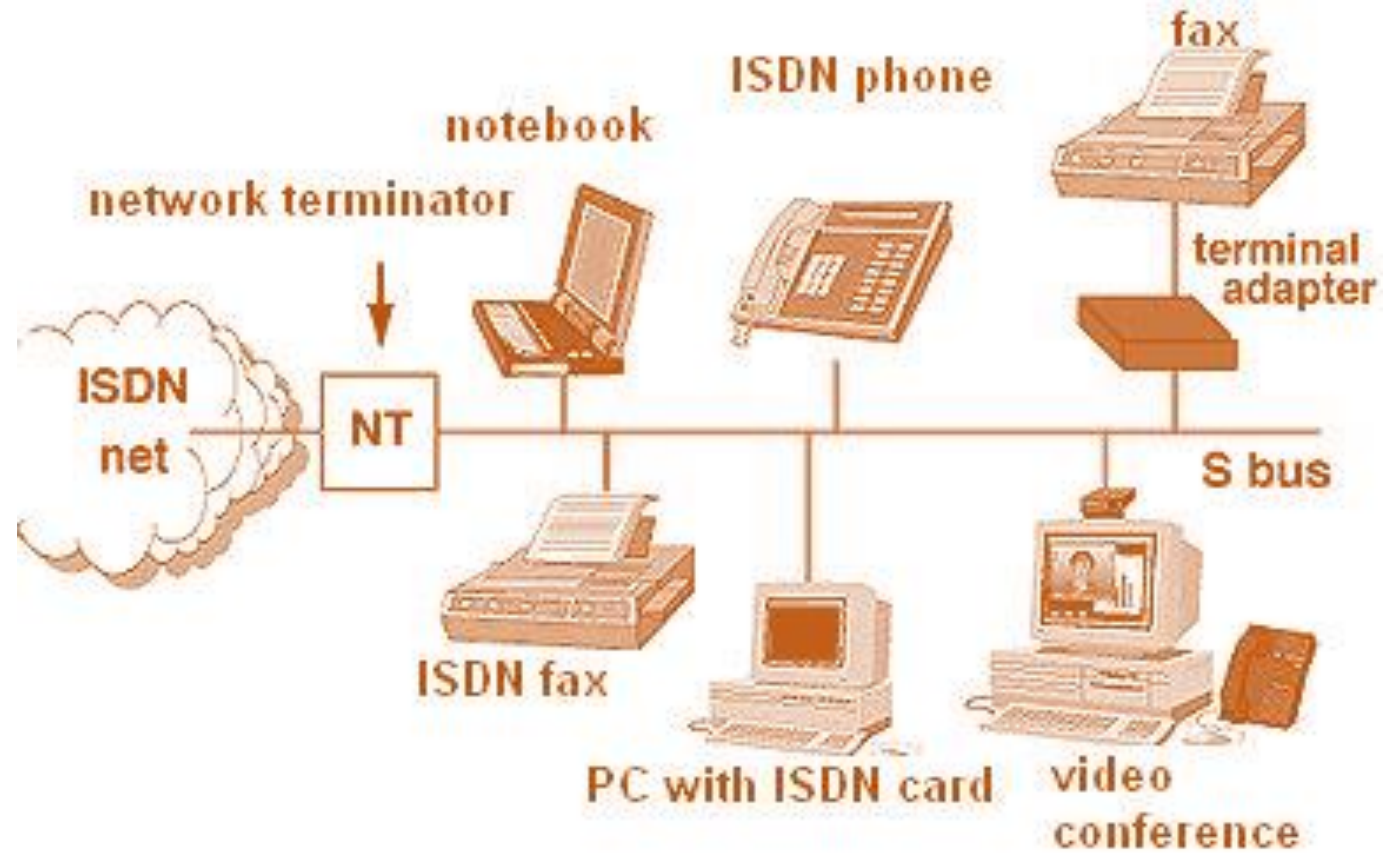 fax
ISDN phone
notebook
network terminator
terminal
adapter
ISDN
net
NT
S bus
ISDN fax
PC with ISDN card
video
conference